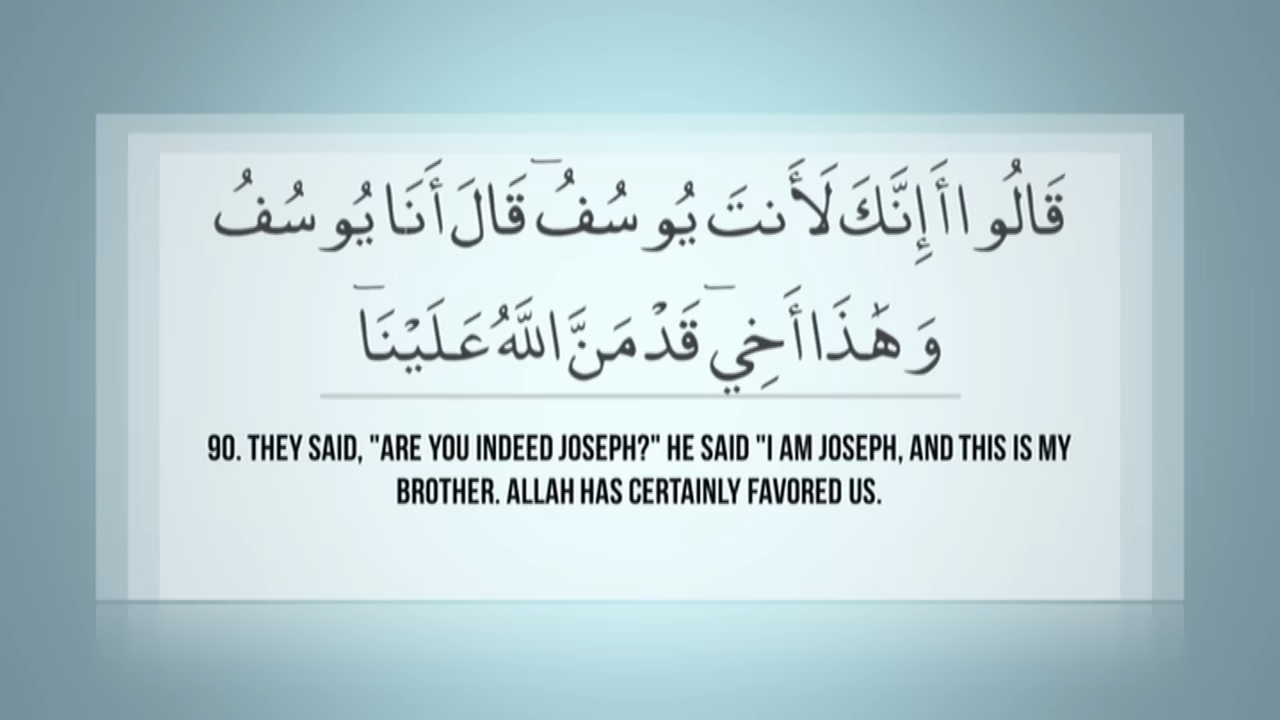 قَالُوا أَإِنَّكَ لَأَنتَ يُوسُفُ ۖ قَالَ أَنَا يُوسُفُ
وَهَٰذَا أَخِي ۖ قَدْ مَنَّ اللَّهُ عَلَيْنَا ۖ
90. THEY SAID, "ARE YOU INDEED JOSEPH?" HE SAID "I AM JOSEPH, AND THIS IS MY
BROTHER. ALLAH HAS CERTAINLY FAVORED US.